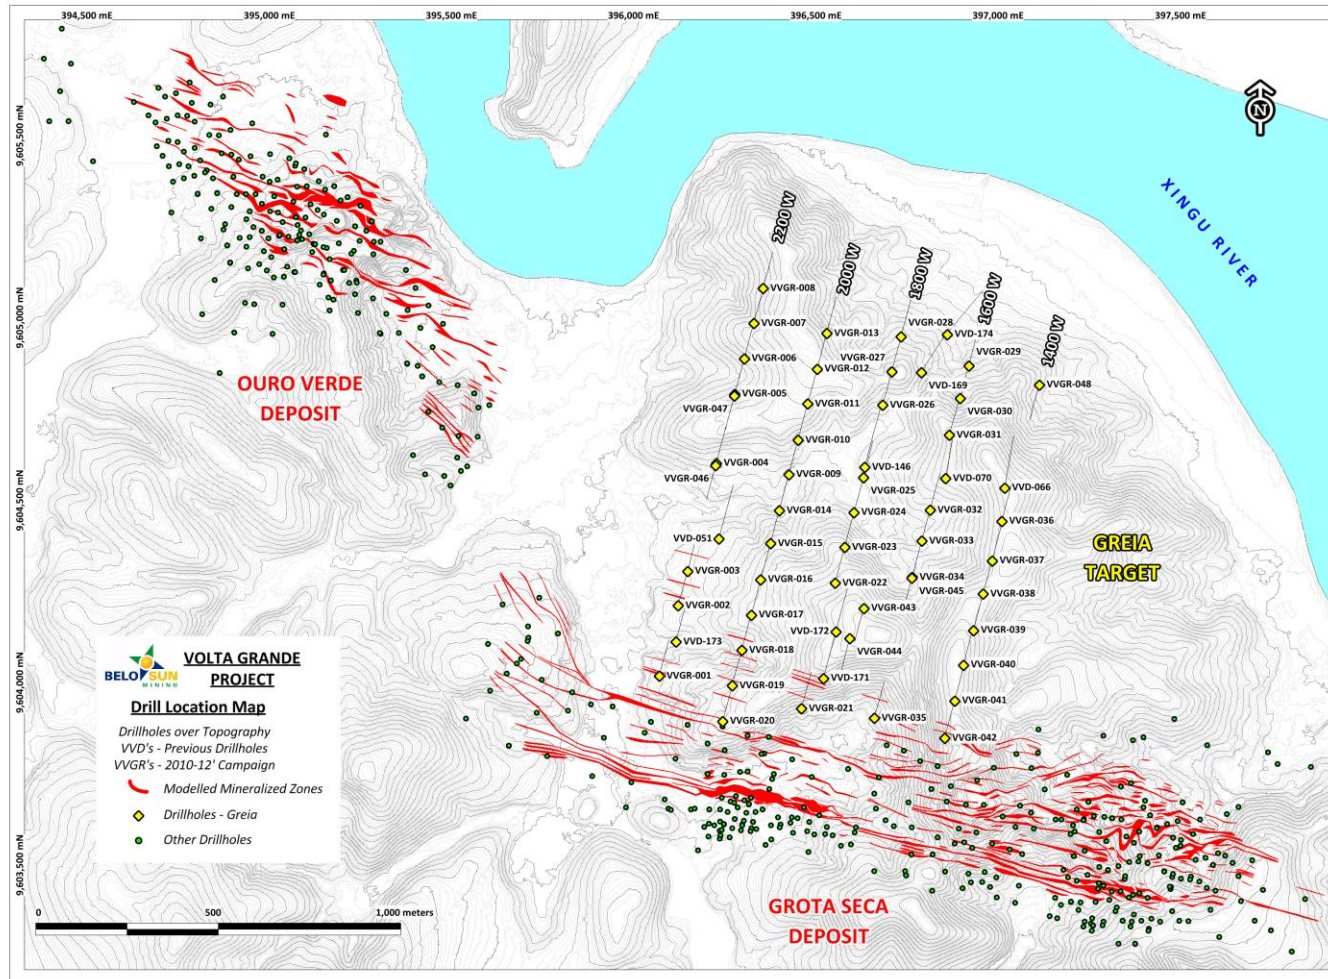 394,500 mE
395,000 mE
395,500 mE
396,000 mE
396,500 mE
397,000 mE
397,500 mE
9,605,500 mN
9,605,000 mN
9,604,500 mN
9,604,000 mN
9,603,500 mN
N
XINGU RIVER
2200 W
2000 W
1800 W
1600 W
1400 W
VVGR-008
VVGR-007
VVGR-006
VVGR-005
VVGR-047
VVGR-004
VVGR-046
VVD-051
VVGR-003
VVGR-002
VVD-173
VVGR-001
VVGR-013
VVGR-012
VVGR-011
VVGR-010
VVGR-009
VVGR-014
VVGR-015
VVGR-016
VVGR-017
VVGR-018
VVGR-019
VVGR-020
VVGR-028
VVGR-027
VVGR-026
VVD-146
VVGR-025
VVGR-024
VVGR-023
VVGR-022
VVGR-043
VVD-172
VVGR-044
VVD-171
VVGR-021
VVD-174
VVGR-029
VVD-169
VVGR-030
VVGR-031
VVD-070
VVGR-032
VVGR-033
VVGR-034
VVGR-045
VVGR-035
VVGR-048
VVD-066
VVGR-036
VVGR-037
VVGR-038
VVGR-039
VVGR-040
VVGR-041
VVGR-042
OURO VERDE
DEPOSIT
GREIA
TARGET
GROTA SECA
DEPOSIT
BELO SUN
MINING
VOLTA GRANDE
PROJECT
Drill Location Map
Drillholes over Topography
VVD's - Previous Drillholes
VVGR's - 2010-12' Campaign
Modelled Mineralized Zones
Drillholes - Greia
Other Drillholes
0 500 1,000 meters